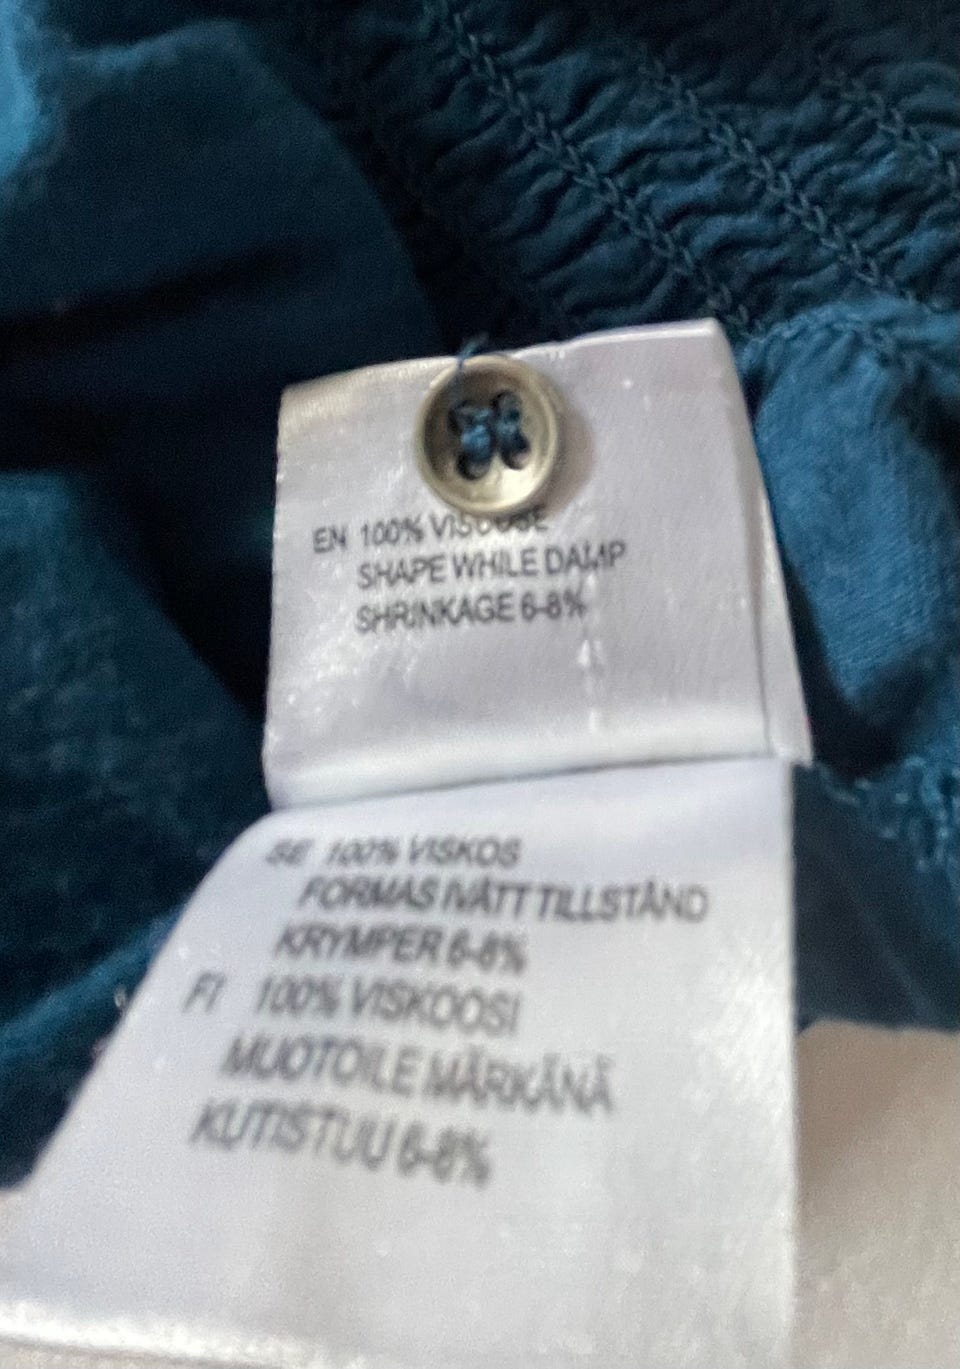 EN 100% VISCOSE
SHAPE WHILE DAMP
SHRINKAGE 6-8%
SE 100% VISKOS
FORMAS I VÅTT TILLSTÅND
KRYMPER 6-8%
FI 100% VISKOOSI
MUOTOILE MÄRKÄNÄ
KUTISTUU 6-8%